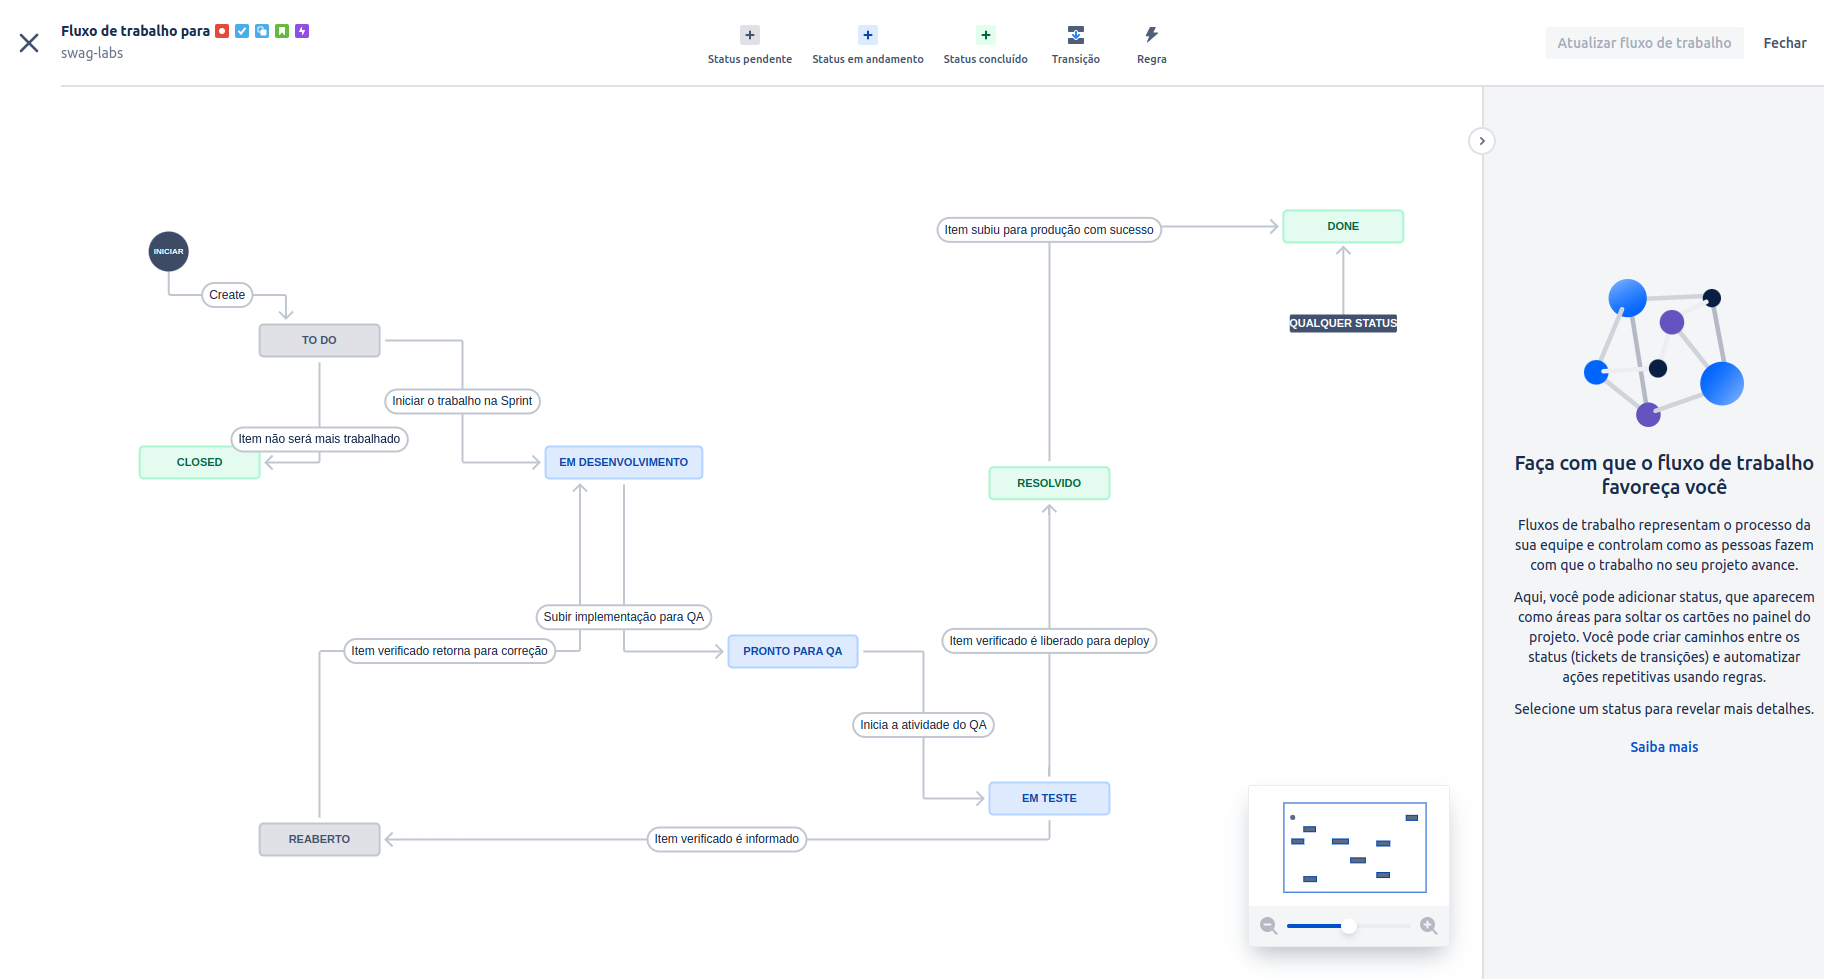 Fluxo de trabalho para
swag-labs
Status pendente
Status em andamento
Status concluído
Transição
Regra
Atualizar fluxo de trabalho
Fechar
INICIAR
Create
TO DO
Iniciar o trabalho na Sprint
Item não será mais trabalhado
CLOSED
EM DESENVOLVIMENTO
Item subiu para produção com sucesso
DONE
QUALQUER STATUS
RESOLVIDO
Subir implementação para QA
Item verificado retorna para correção
PRONTO PARA QA
Item verificado é liberado para deploy
Inicia a atividade do QA
EM TESTE
REABERTO
Item verificado é informado
Faça com que o fluxo de trabalho
favoreça você
Fluxos de trabalho representam o processo da
sua equipe e controlam como as pessoas fazem
com que o trabalho no seu projeto avance.
Aqui, você pode adicionar status, que aparecem
como áreas para soltar os cartões no painel do
projeto. Você pode criar caminhos entre os
status (tickets de transições) e automatizar
ações repetitivas usando regras.
Selecione um status para revelar mais detalhes.
Saiba mais